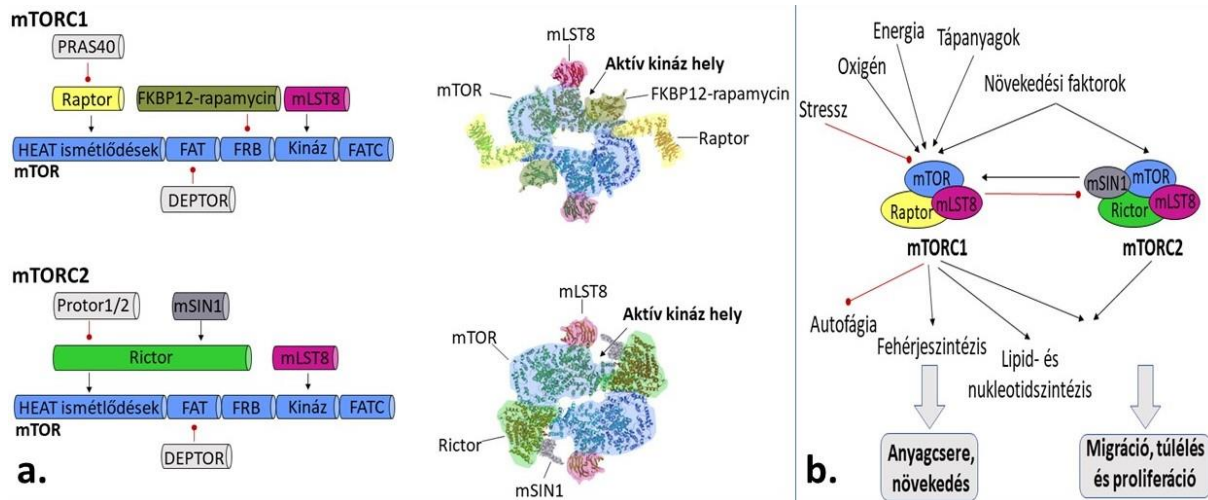 mTORC1
PRAS40
Raptor
FKBP12-rapamycin
mLST8
HEAT ismétlődések
FAT
FRB
Kináz
FATC
mTOR
DEPTOR
mLST8
Aktív kináz hely
mTOR
FKBP12-rapamycin
Raptor
mTORC2
Protor1/2
mSIN1
Rictor
mLST8
HEAT ismétlődések
FAT
FRB
Kináz
FATC
mTOR
DEPTOR
a.
mLST8
Aktív kináz hely
mTOR
Rictor
mSIN1
Energia
Tápanyagok
Oxigén
Növekedési faktorok
Stressz
mTOR
Raptor
mLST8
mTORC1
mSIN1
mTOR
Rictor
mLST8
mTORC2
Autofágia
Fehérjeszintézis
Lipid- és
nukleotidszintézis
Anyagcsere,
növekedés
Migráció, túlélés
és proliferáció
b.